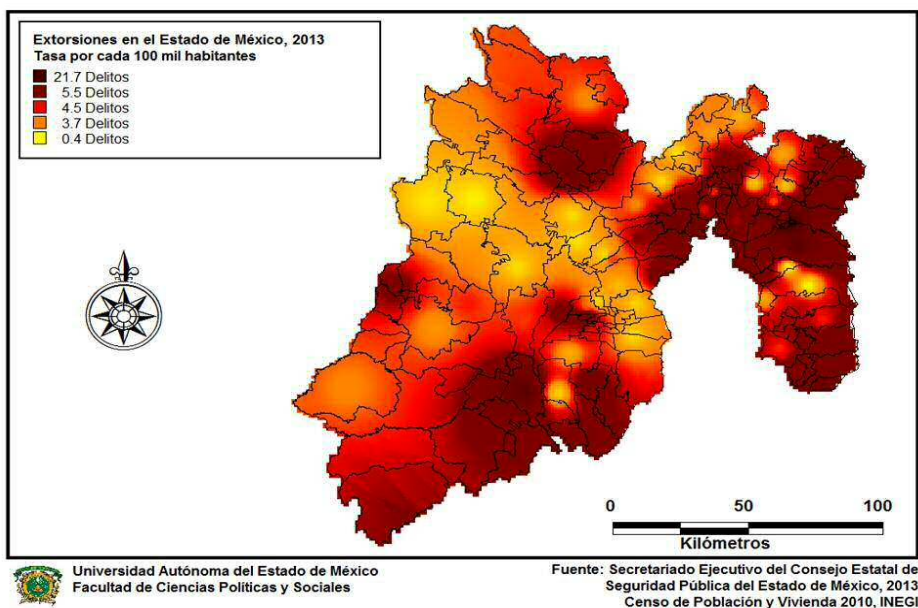 Extorsiones en el Estado de México, 2013
Tasa por cada 100 mil habitantes
21.7 Delitos
5.5 Delitos
4.5 Delitos
3.7 Delitos
0.4 Delitos
0 50 100
Kilómetros
Universidad Autónoma del Estado de México
Facultad de Ciencias Políticas y Sociales
Fuente: Secretariado Ejecutivo del Consejo Estatal de
Seguridad Pública del Estado de México, 2013
Censo de Población y Vivienda 2010, INEGI